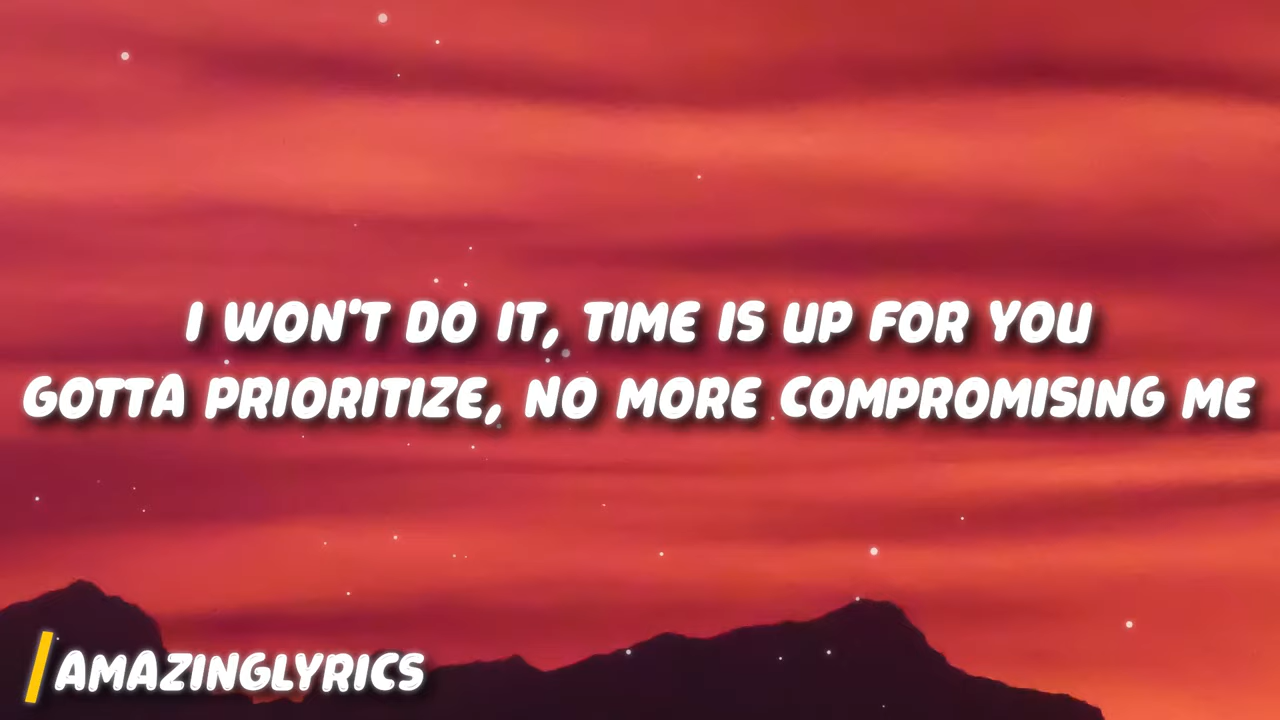 I WON'T DO IT, TIME IS UP FOR YOU
GOTTA PRIORITIZE, NO MORE COMPROMISING ME
AMAZINGLYRICS